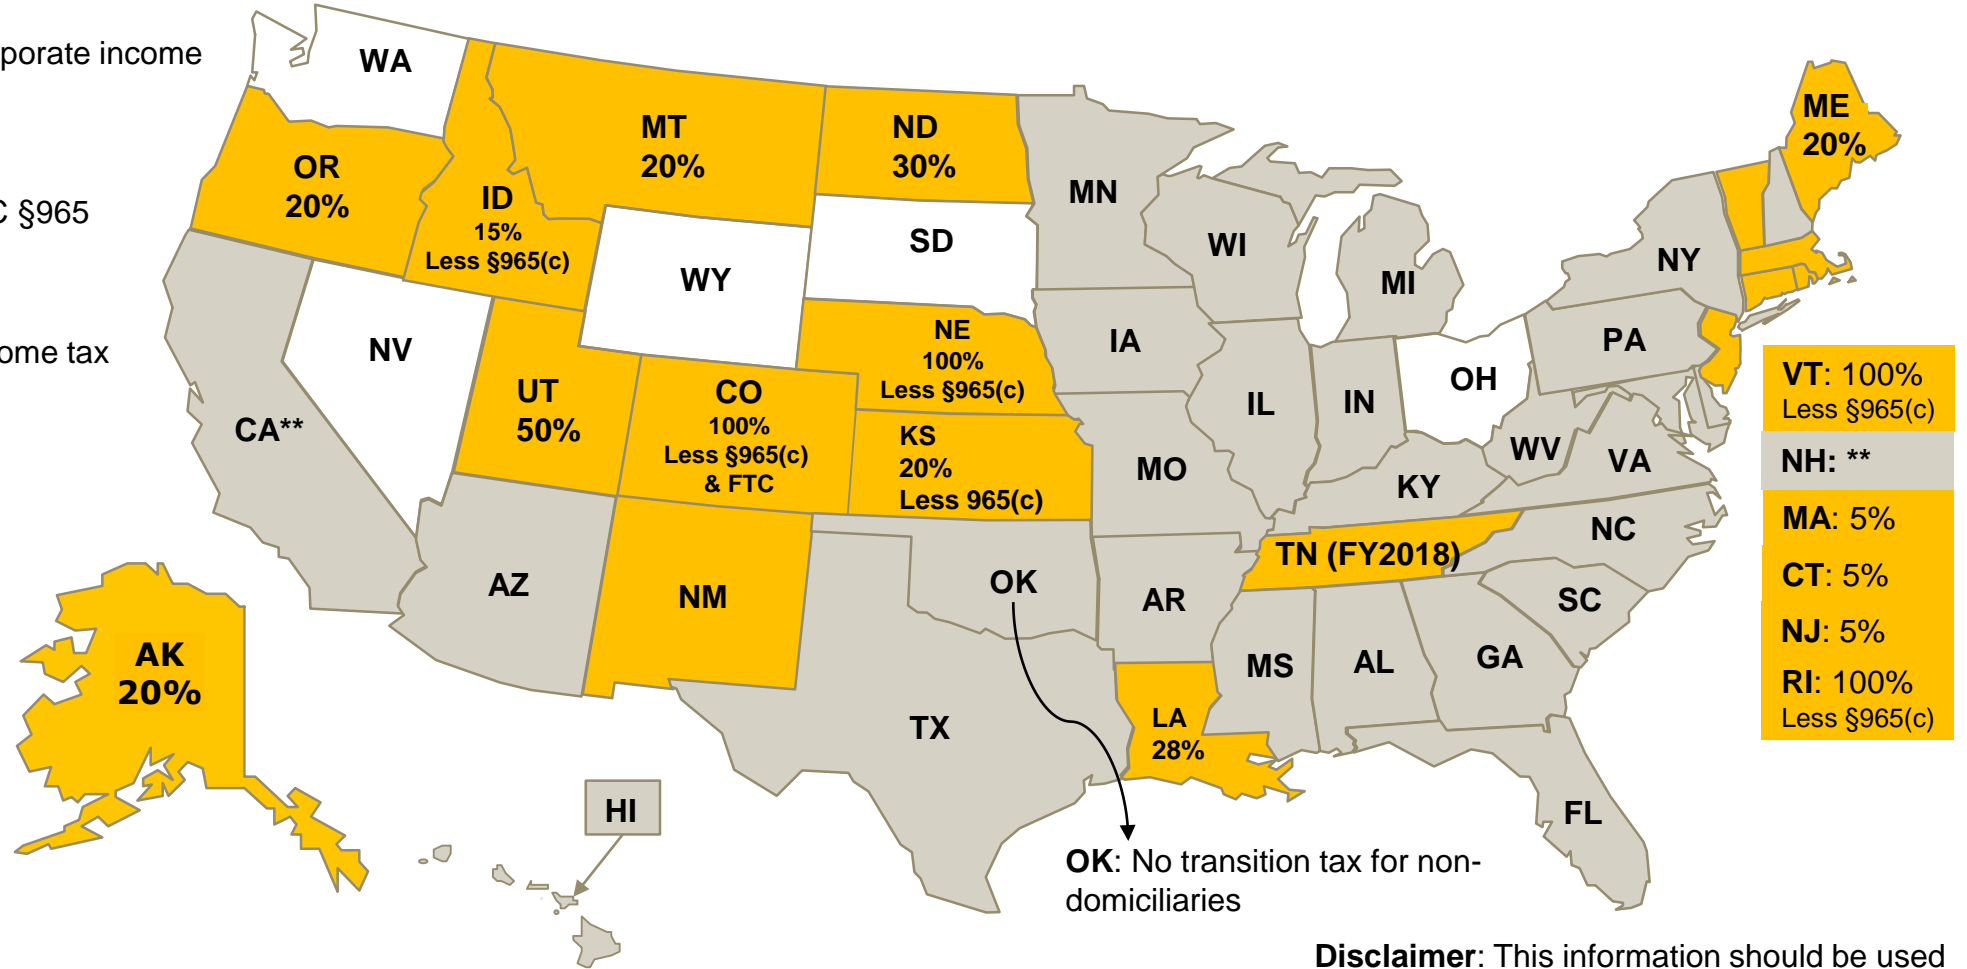 porate income
C §965
ome tax
WA
OR
20%
ID
15%
Less §965(c)
MT
20%
ND
30%
MN
SD
WY
WI
MI
NY
ME
20%
CA**
NV
UT
50%
CO
100%
Less §965(c)
& FTC
NE
100%
Less §965(c)
KS
20%
Less 965(c)
IA
MO
IL
IN
OH
PA
WV
VA
KY
NC
TN (FY2018)
SC
AZ
NM
OK
AR
MS
AL
GA
TX
LA
28%
FL
AK
20%
HI
VT: 100%
Less §965(c)
NH: **
MA: 5%
CT: 5%
NJ: 5%
RI: 100%
Less §965(c)
OK: No transition tax for non-
domiciliaries
Disclaimer: This information should be used